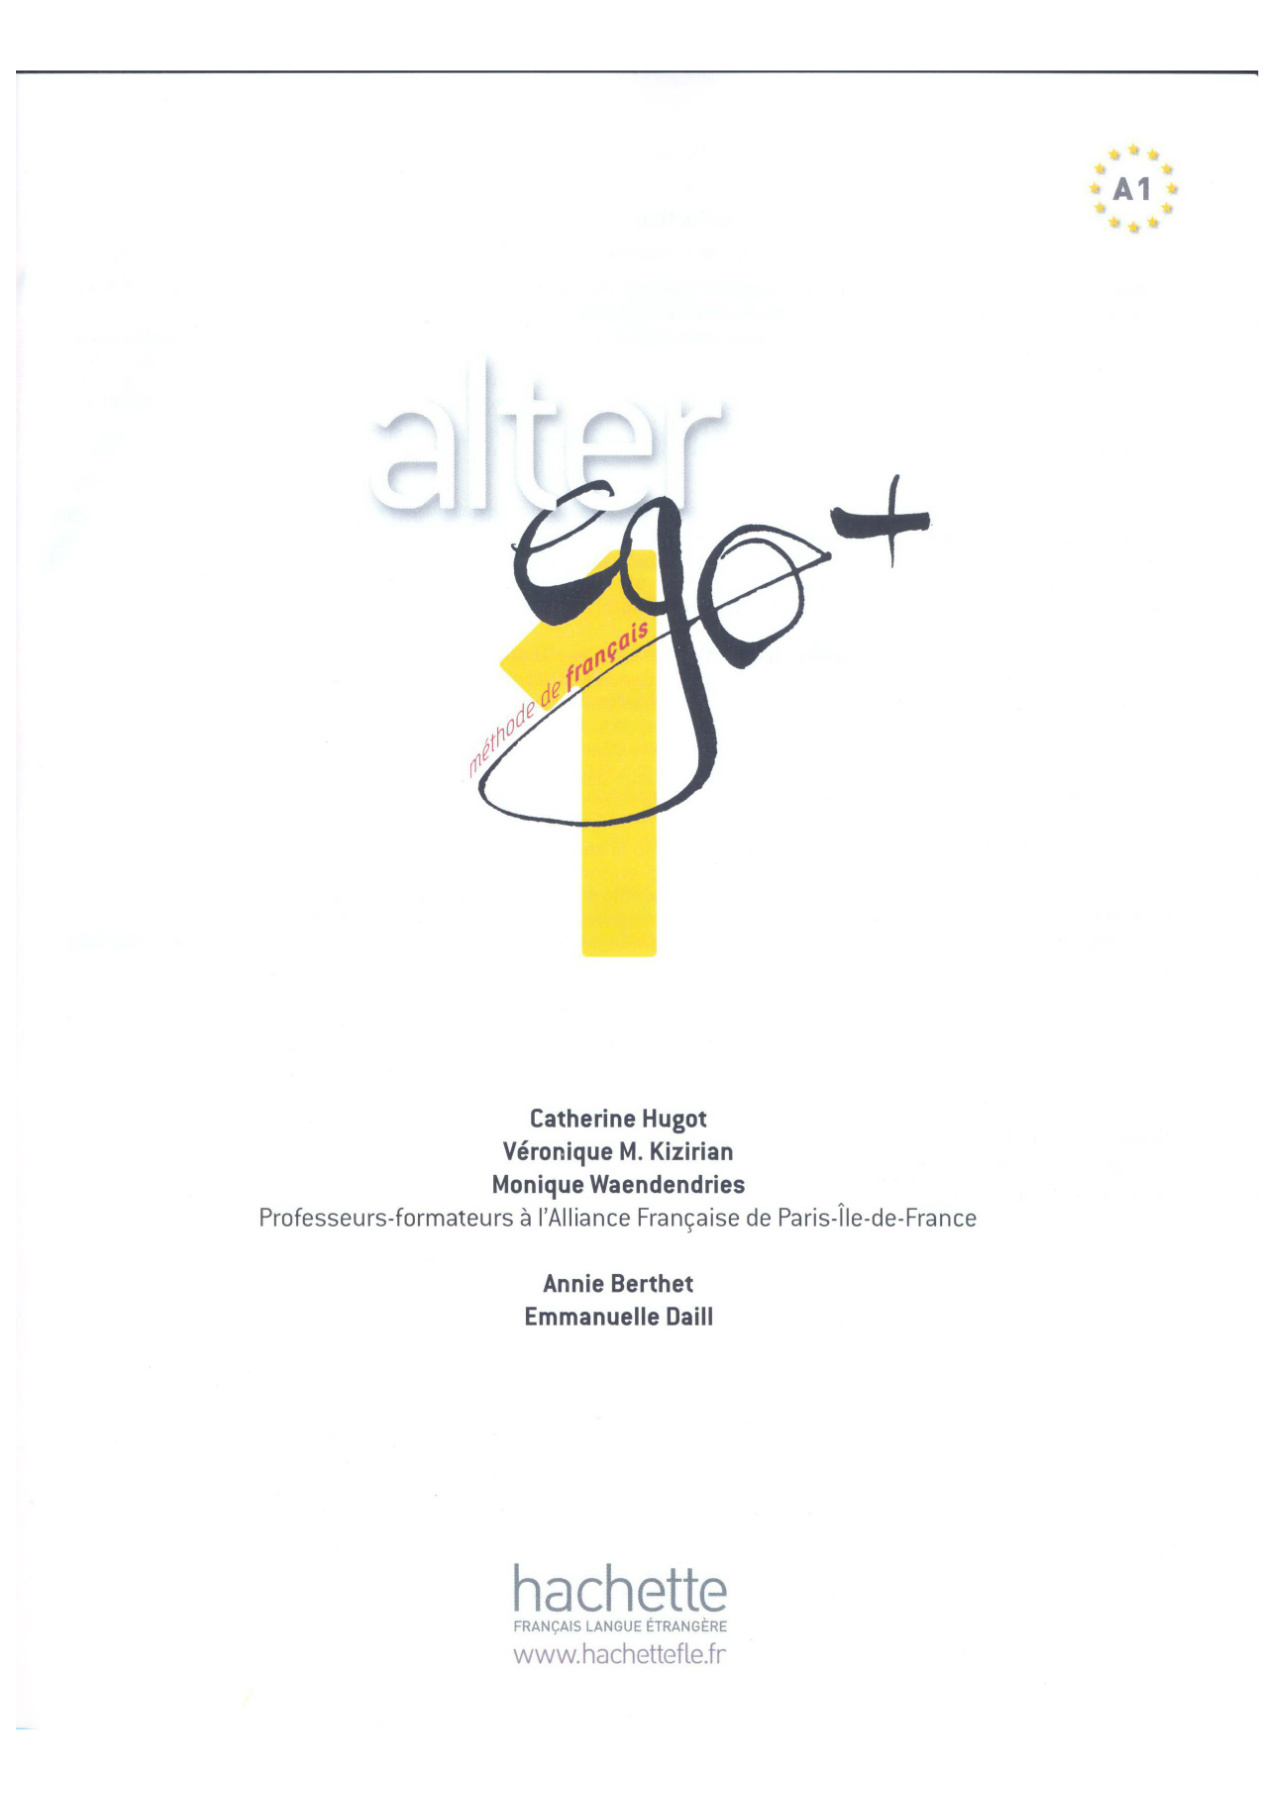 A1
alter
ego+
1
méthode de français
Catherine Hugot
Véronique M. Kizirian
Monique Waendendries
Professeurs-formateurs à l'Alliance Française de Paris-Île-de-France
Annie Berthet
Emmanuelle Daill
hachette
FRANÇAIS LANGUE ÉTRANGÈRE
www.hachettefle.fr